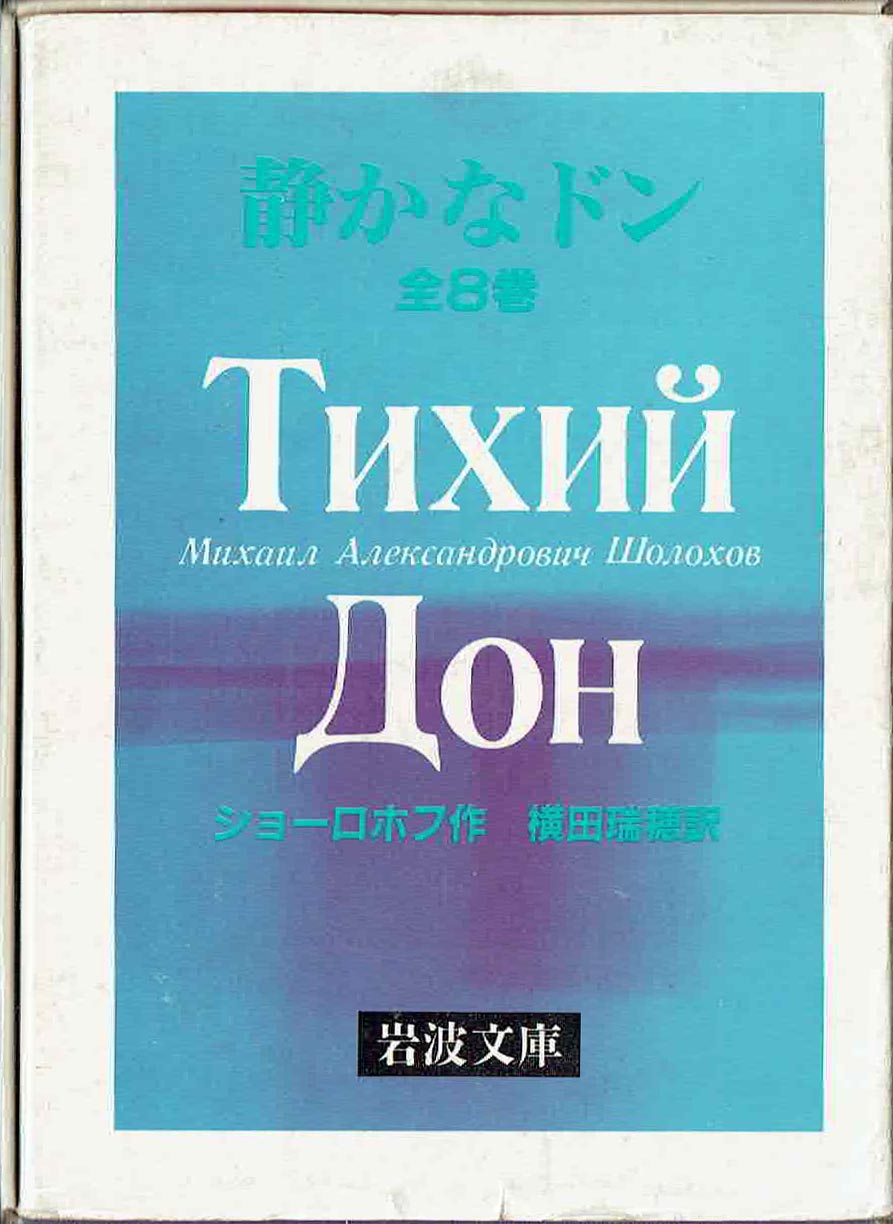 静かなドン
全8巻
Тихий
Михаил Александрович Шолохов
Дон
ショーロホフ作 横田瑞穂訳
岩波文庫